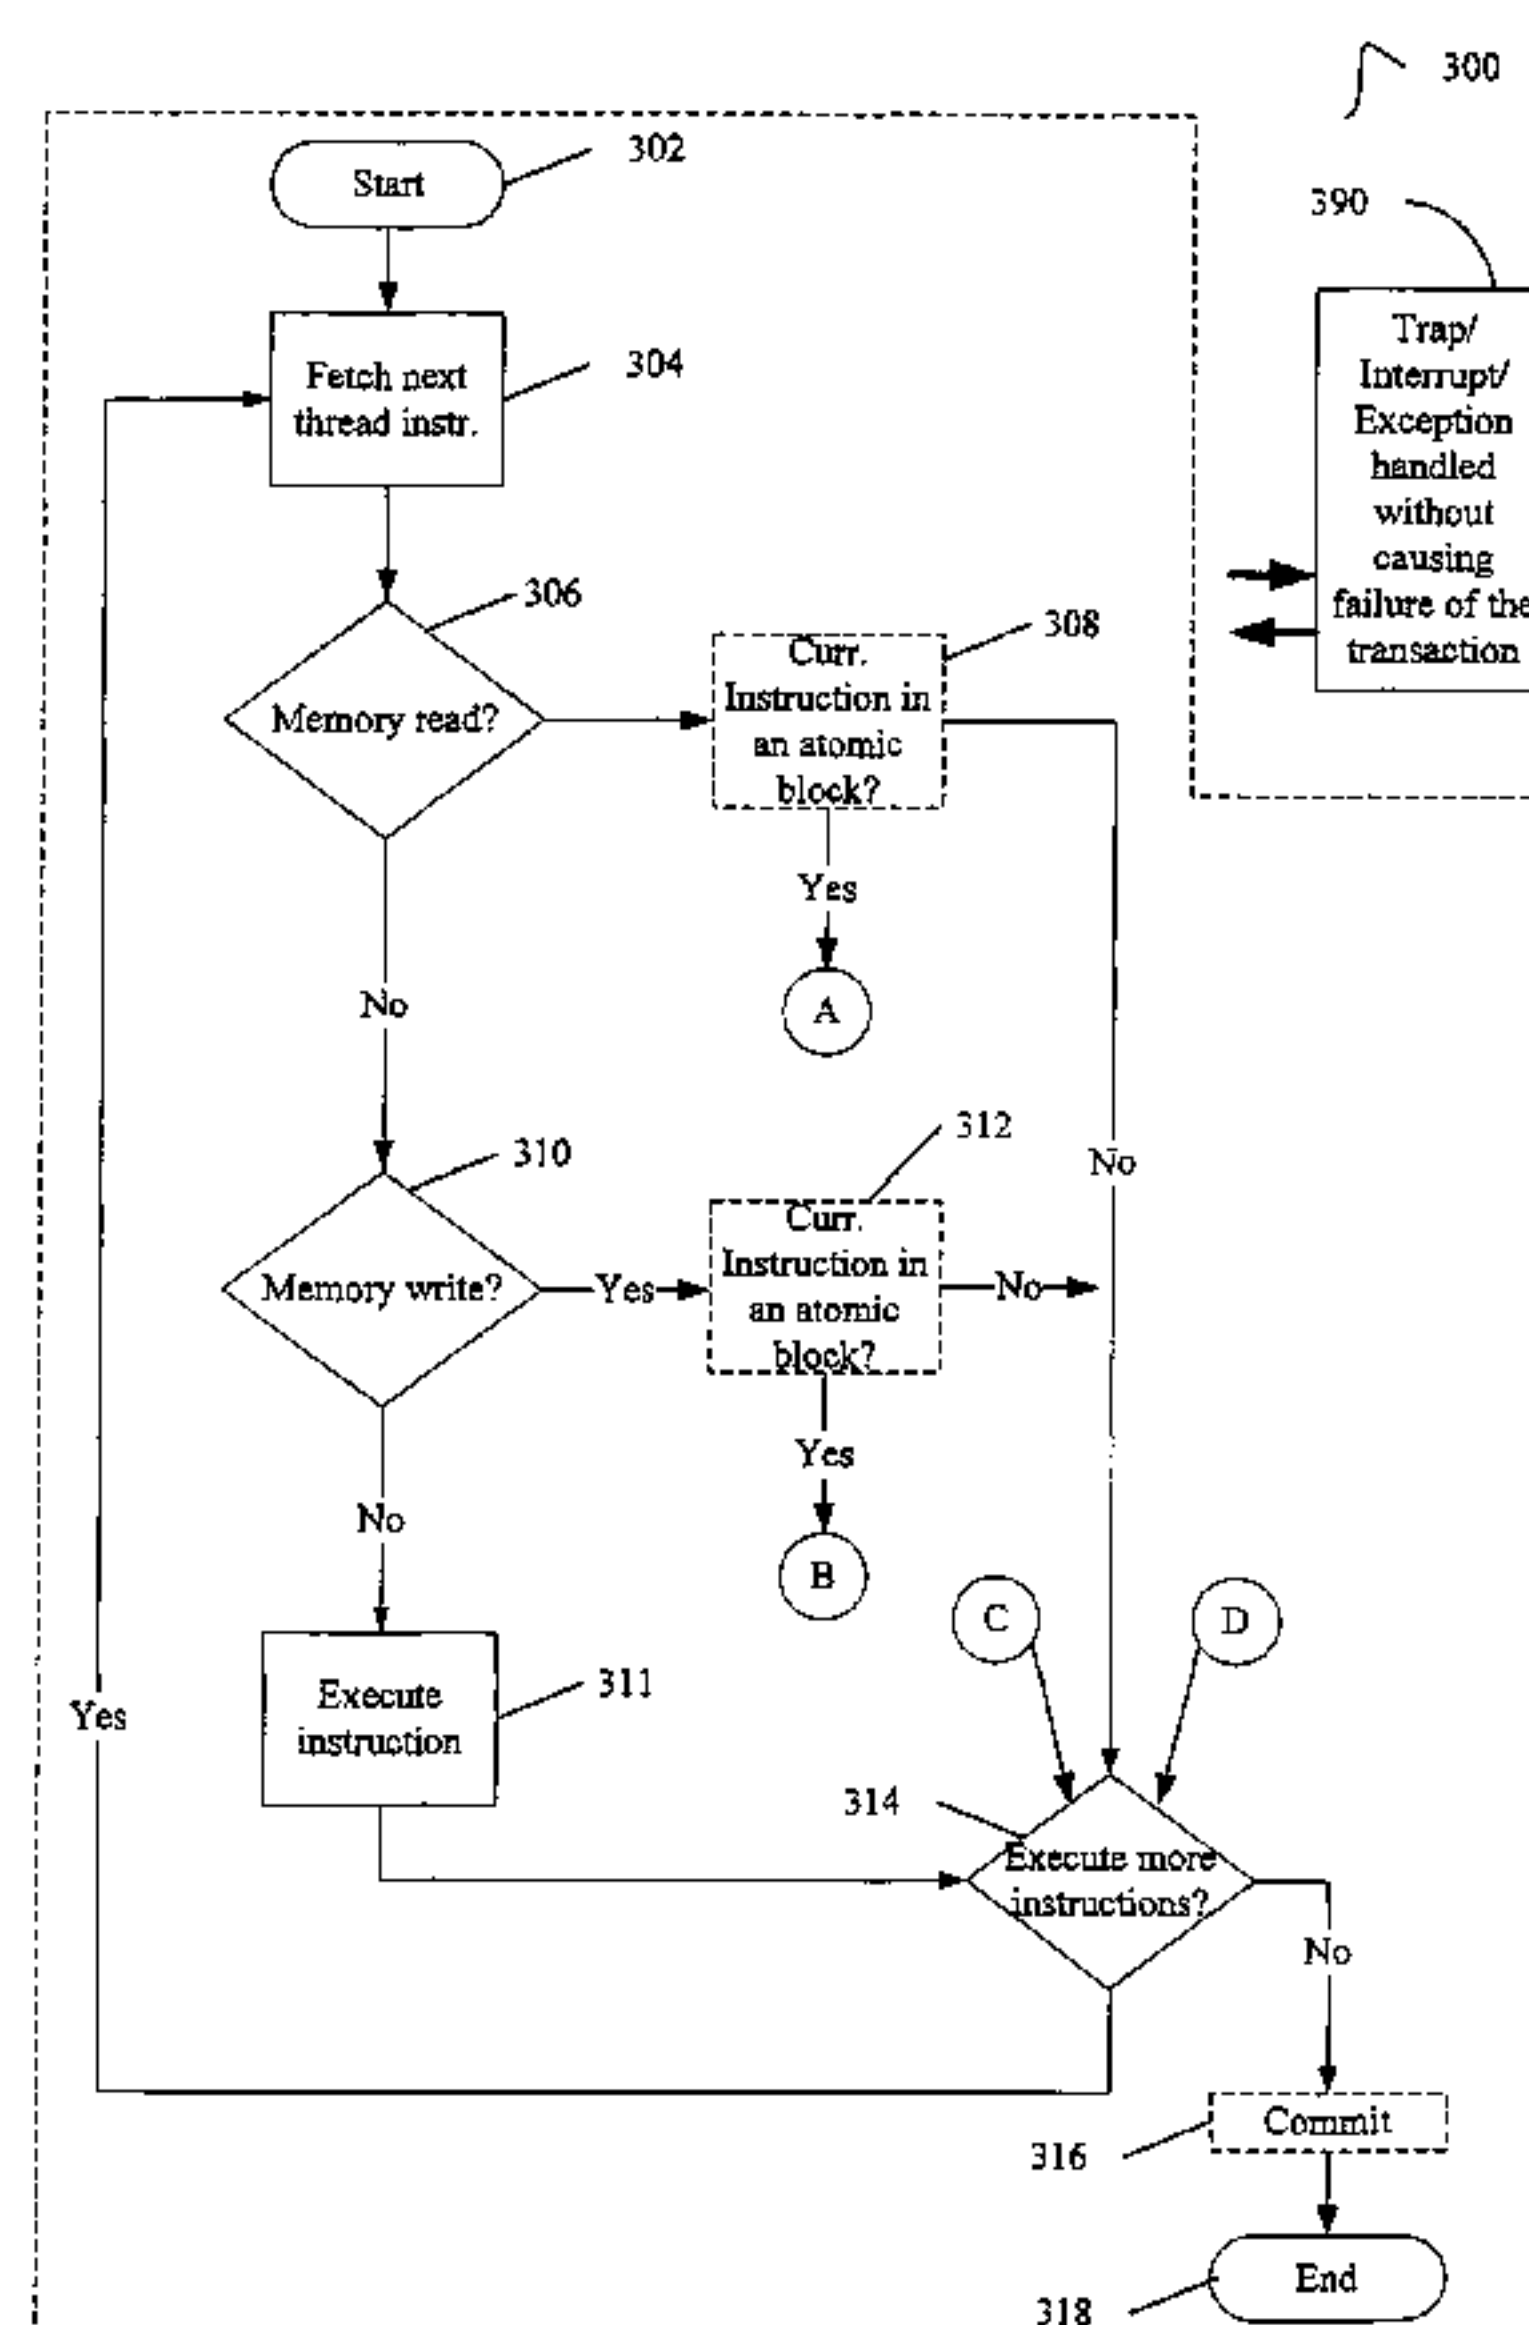 300
302
Start
390
304
Fetch next
thread instr.
Trap/
Interrupt/
Exception
handled
without
causing
failure of the
transaction
306
Memory read?
308
Curr.
Instruction in
an atomic
block?
Yes
A
No
No
310
Memory write?
Yes
312
Curr.
Instruction in
an atomic
block?
No
Yes
B
No
311
Execute
instruction
Yes
C
D
314
Execute more
instructions?
No
316
Commit
318
End